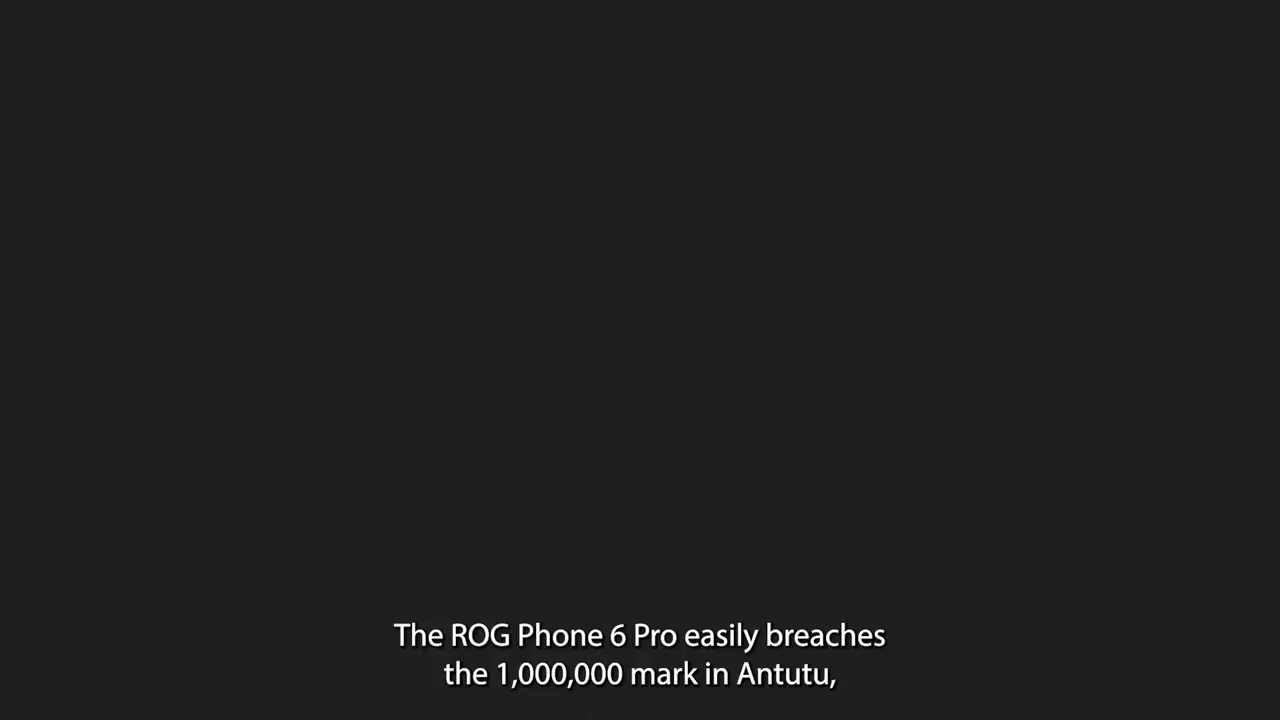 The ROG Phone 6 Pro easily breaches
the 1,000,000 mark in Antutu,